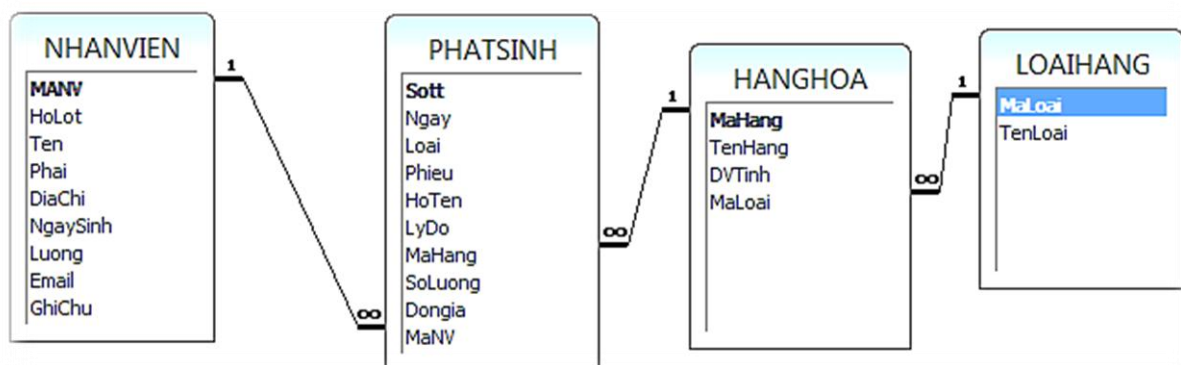 NHANVIEN
MANV
HoLot
Ten
Phai
DiaChi
NgaySinh
Luong
Email
GhiChu
1
∞
PHATSINH
Sott
Ngay
Loai
Phieu
HoTen
LyDo
MaHang
SoLuong
Dongia
MaNV
1
∞
HANGHOA
MaHang
TenHang
DVTinh
MaLoai
1
∞
LOAIHANG
MaLoai
TenLoai